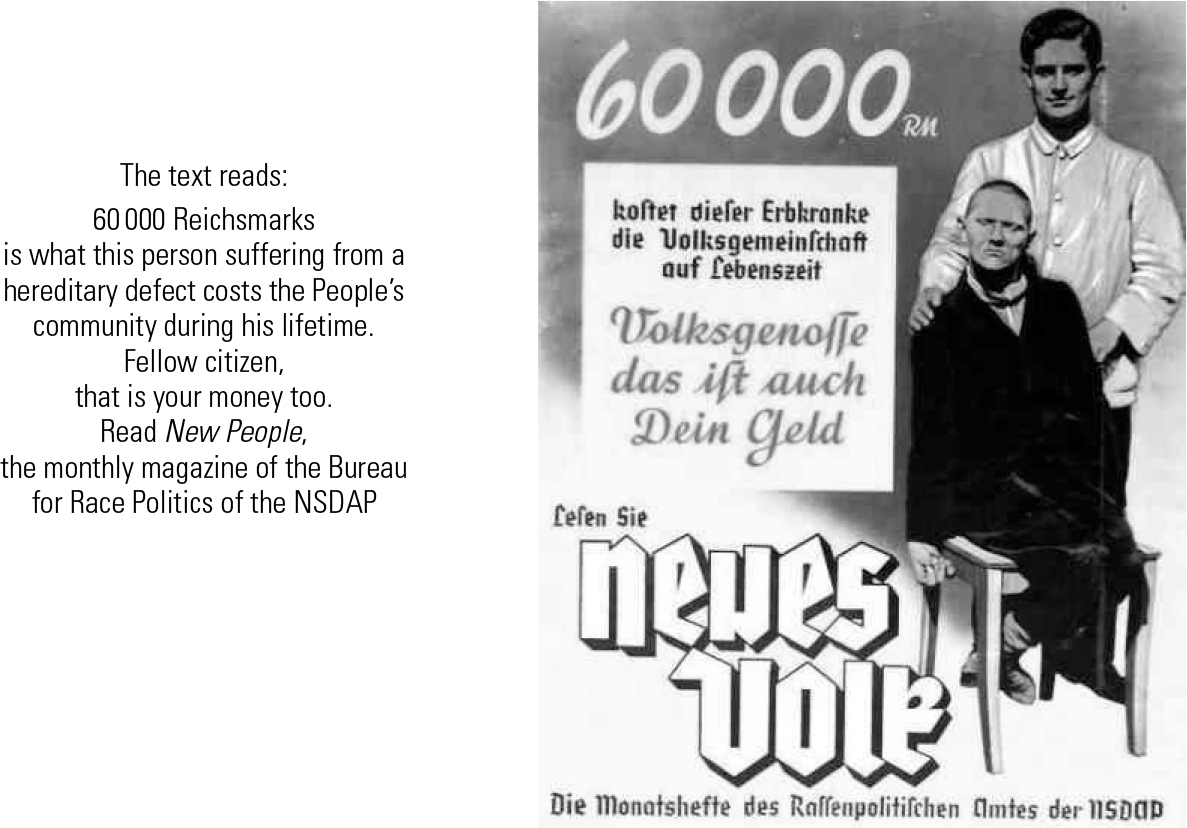 The text reads:
60 000 Reichsmarks
is what this person suffering from a
hereditary defect costs the People’s
community during his lifetime.
Fellow citizen,
that is your money too.
Read New People,
the monthly magazine of the Bureau
for Race Politics of the NSDAP
60 000 RM
koſtet dieſer Erbkranke
die Volksgemeinſchaft
auf Lebenszeit
Volksgenoſſe
das iſt auch
Dein Geld
Leſen Sie
Neues
Volk
Die Monatshefte des Raſſenpolitiſchen Amtes der NSDAP